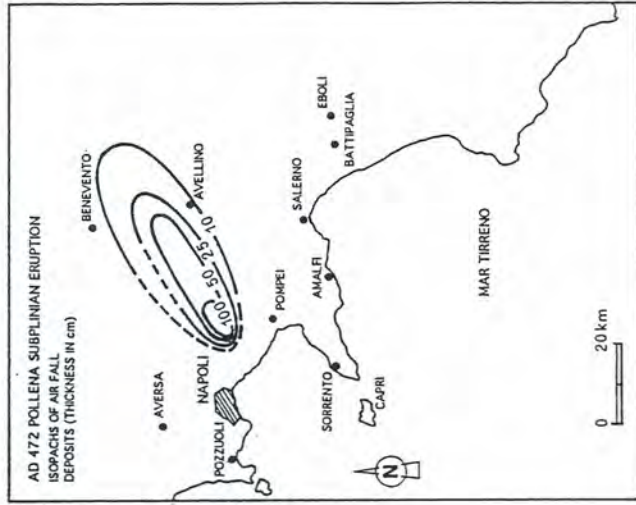 AD 472 POLLENA SUBPLINIAN ERUPTION
ISOPACHS OF AIR FALL
DEPOSITS (THICKNESS IN cm)
BENEVENTO
AVERSA
NAPOLI
AVELLINO
100-50-25-10
POZZUOLI
POMPEI
SALERNO
EBOLI
BATTIPAGLIA
AMALFI
SORRENTO
CAPRI
N
MAR TIRRENO
0 20 km